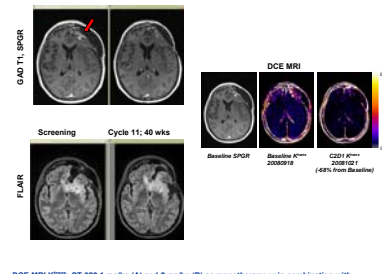 GAD T1, SPGR
Screening
Cycle 11; 40 wks
FLAIR
DCE MRI
Baseline SPGR
Baseline Ktrans
20080918
C2D1 Ktrans
20081021
(-68% from Baseline)